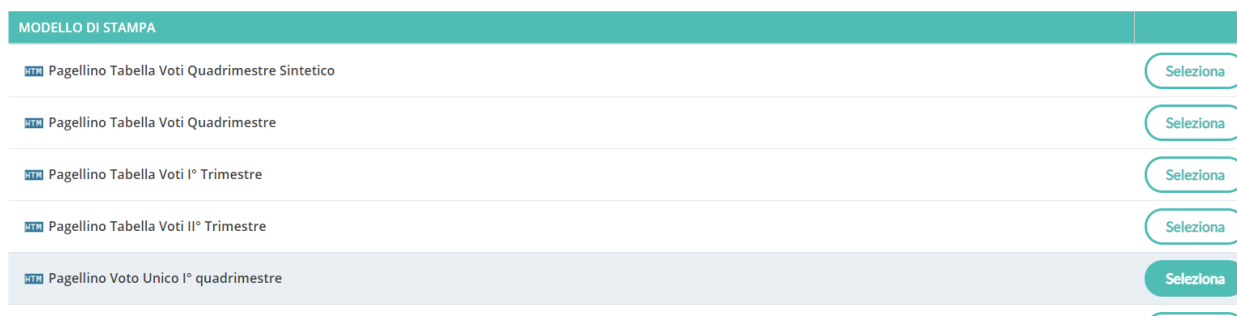 MODELLO DI STAMPA
HTM Pagellino Tabella Voti Quadrimestre Sintetico Seleziona
HTM Pagellino Tabella Voti Quadrimestre Seleziona
HTM Pagellino Tabella Voti I° Trimestre Seleziona
HTM Pagellino Tabella Voti II° Trimestre Seleziona
HTM Pagellino Voto Unico I° quadrimestre Seleziona